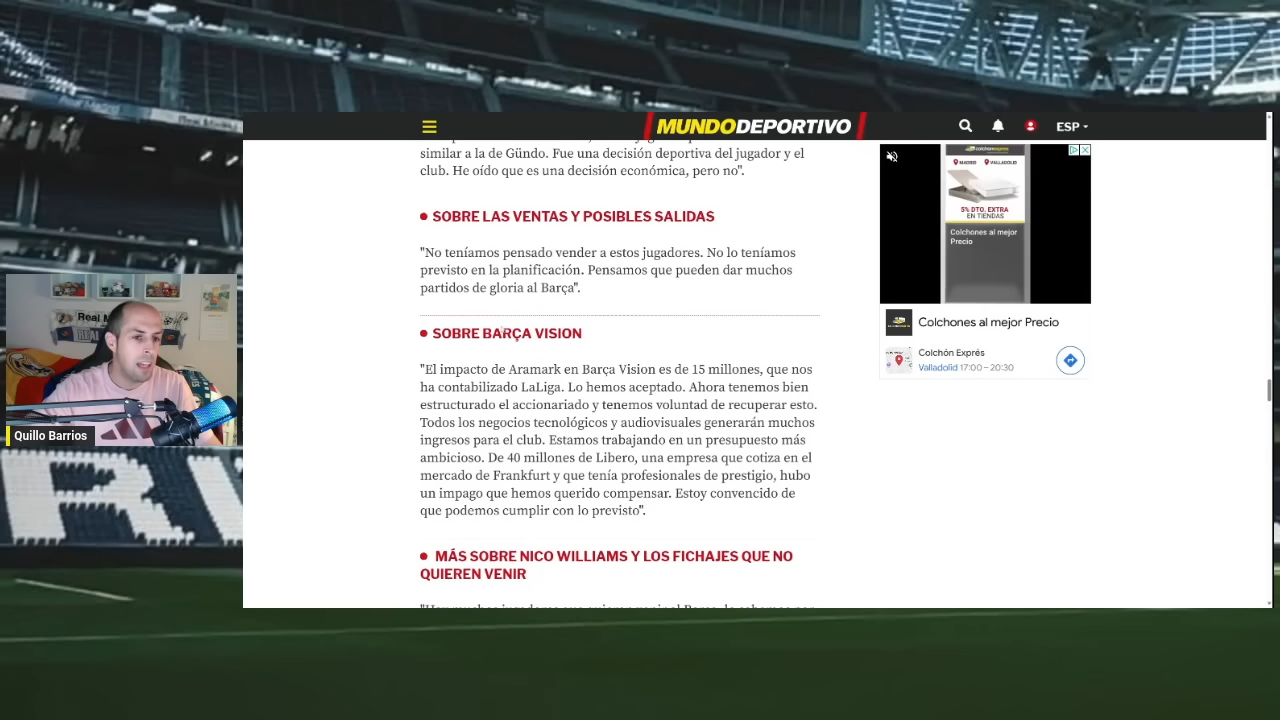 MUNDODEPORTIVO
ESP
similar a la de Gündo. Fue una decisión deportiva del jugador y el
club. He oído que es una decisión económica, pero no".
SOBRE LAS VENTAS Y POSIBLES SALIDAS
"No teníamos pensado vender a estos jugadores. No lo teníamos
previsto en la planificación. Pensamos que pueden dar muchos
partidos de gloria al Barça".
SOBRE BARÇA VISION
"El impacto de Aramark en Barça Vision es de 15 millones, que nos
ha contabilizado LaLiga. Lo hemos aceptado. Ahora tenemos bien
estructurado el accionariado y tenemos voluntad de recuperar esto.
Todos los negocios tecnológicos y audiovisuales generarán muchos
ingresos para el club. Estamos trabajando en un presupuesto más
ambicioso. De 40 millones de Libero, una empresa que cotiza en el
mercado de Frankfurt y que tenía profesionales de prestigio, hubo
un impago que hemos querido compensar. Estoy convencido de
que podemos cumplir con lo previsto".
MÁS SOBRE NICO WILLIAMS Y LOS FICHAJES QUE NO
QUIEREN VENIR
MADRID VALLADOLID
5% DTO. EXTRA
EN TIENDAS
Colchones al mejor
Precio
Colchones al mejor Precio
Colchón Exprés
Valladolid 17:00 – 20:30
Real M
Quillo Barrios
RI